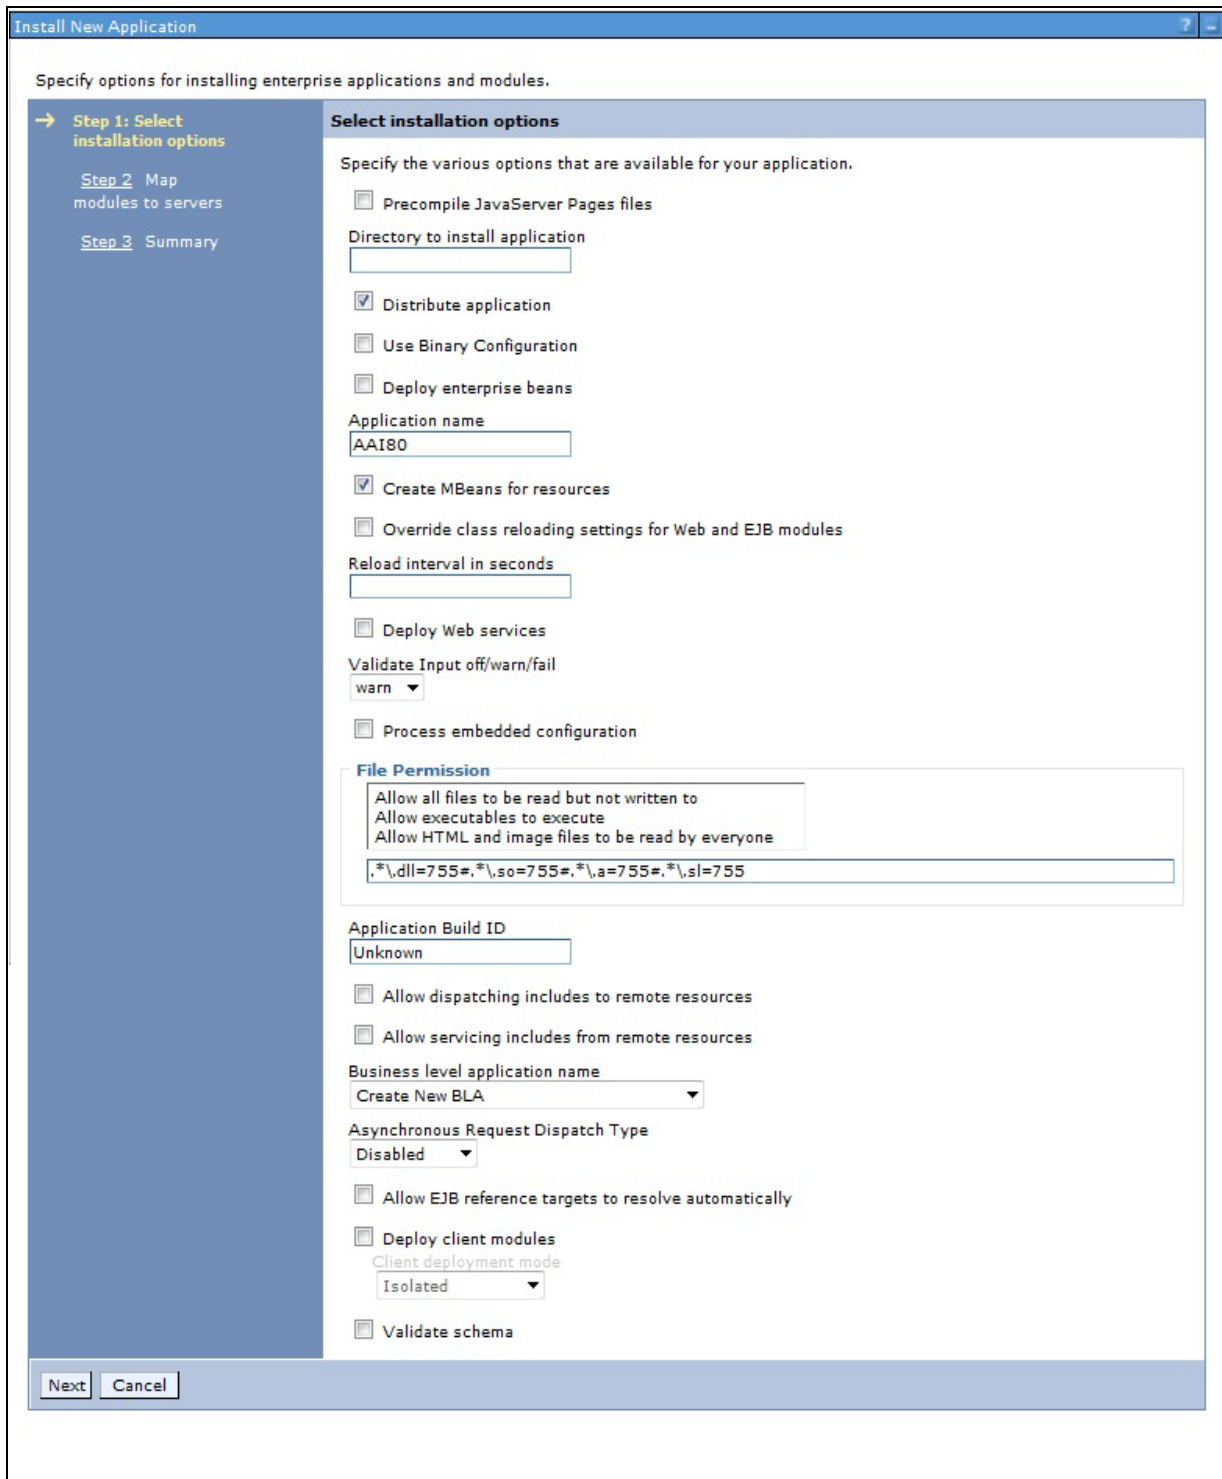 Install New Application
? -
Specify options for installing enterprise applications and modules.
Step 1: Select
installation options
Step 2 Map
modules to servers
Step 3 Summary
Select installation options
Specify the various options that are available for your application.
Precompile JavaServer Pages files
Directory to install application
Distribute application
Use Binary Configuration
Deploy enterprise beans
Application name
AAI80
Create MBeans for resources
Override class reloading settings for Web and EJB modules
Reload interval in seconds
Deploy Web services
Validate Input off/warn/fail
warn
Process embedded configuration
File Permission
Allow all files to be read but not written to
Allow executables to execute
Allow HTML and image files to be read by everyone
.*\.dll=755#.*\.so=755#.*\.a=755#.*\.sl=755
Application Build ID
Unknown
Allow dispatching includes to remote resources
Allow servicing includes from remote resources
Business level application name
Create New BLA
Asynchronous Request Dispatch Type
Disabled
Allow EJB reference targets to resolve automatically
Deploy client modules
Client deployment mode
Isolated
Validate schema
Next Cancel